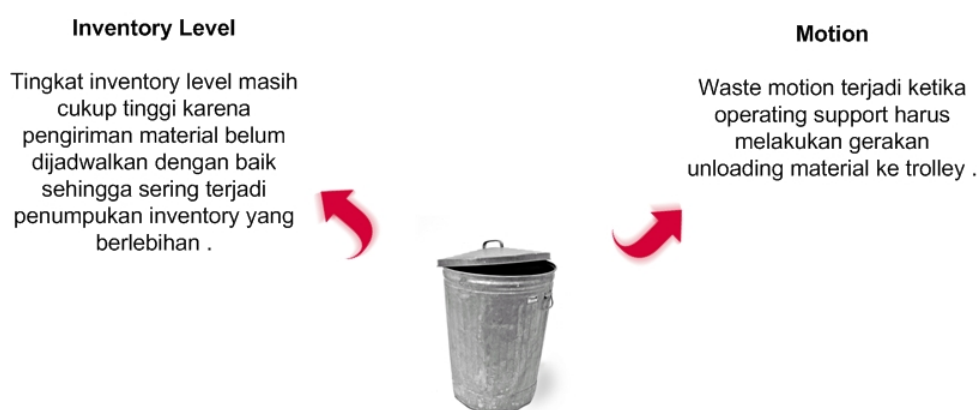 Inventory Level
Tingkat inventory level masih
cukup tinggi karena
pengiriman material belum
dijadwalkan dengan baik
sehingga sering terjadi
penumpukan inventory yang
berlebihan .
Motion
Waste motion terjadi ketika
operating support harus
melakukan gerakan
unloading material ke trolley .